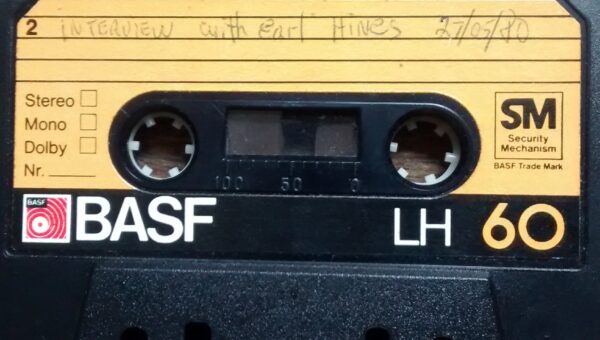 2 INTERVIEW with Earl HINES 27/05/80
Stereo
Mono
Dolby
Nr.
SM
Security
Mechanism
BASF Trade Mark
100 50 0
BASF
BASF LH 60